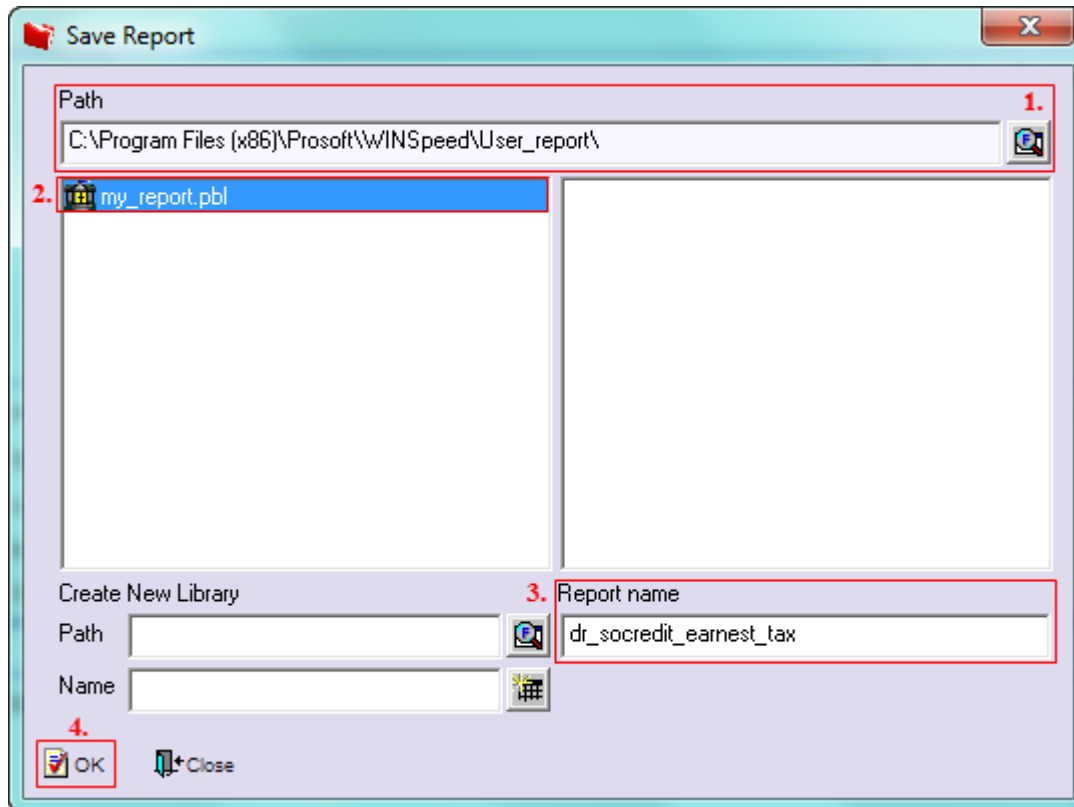 Save Report
Path
1.
C:\Program Files (x86)\Prosoft\WINSpeed\User_report\
2.
my_report.pbl
Create New Library
3.
Report name
Path
dr_socredit_earnest_tax
Name
4.
OK
Close